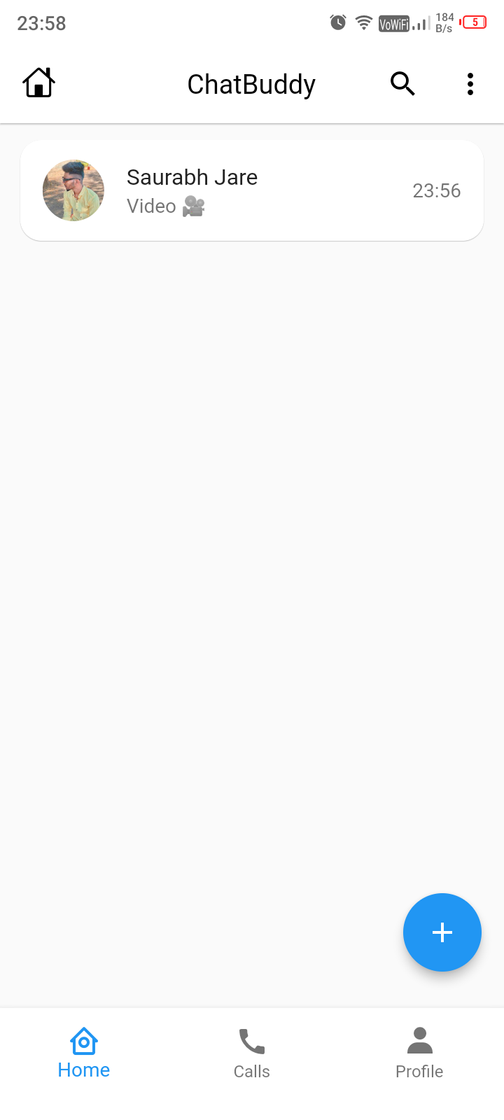 23:58
VoWiFi
184
B/s
5
ChatBuddy
Saurabh Jare
Video 🎥
23:56
Home
Calls
Profile